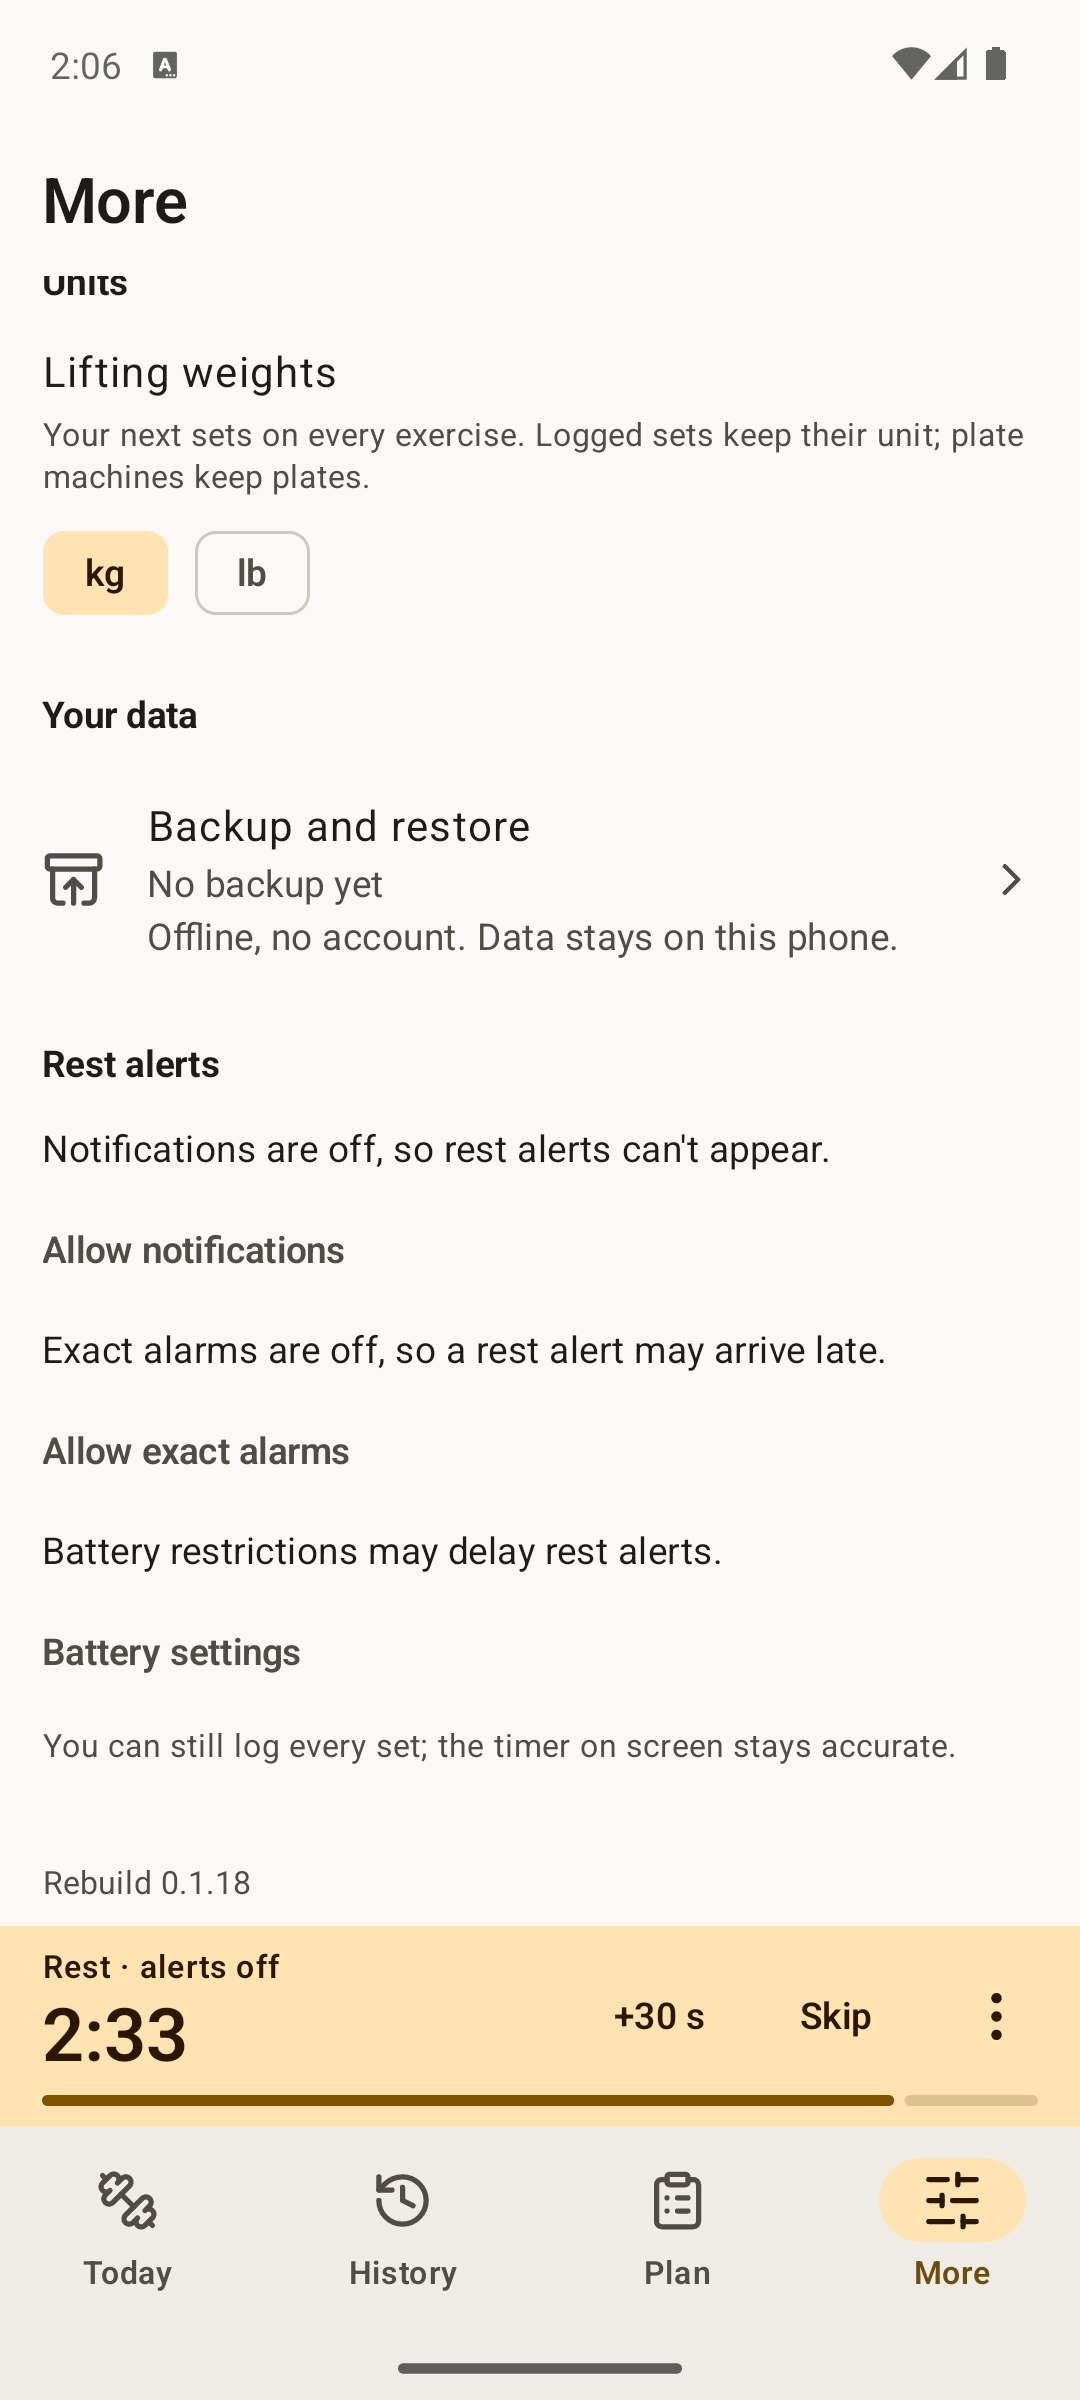 2:06
More
Units
Lifting weights
Your next sets on every exercise. Logged sets keep their unit; plate
machines keep plates.
kg
lb
Your data
Backup and restore
No backup yet
Offline, no account. Data stays on this phone.
Rest alerts
Notifications are off, so rest alerts can't appear.
Allow notifications
Exact alarms are off, so a rest alert may arrive late.
Allow exact alarms
Battery restrictions may delay rest alerts.
Battery settings
You can still log every set; the timer on screen stays accurate.
Rebuild 0.1.18
Rest · alerts off
2:33
+30 s
Skip
Today
History
Plan
More